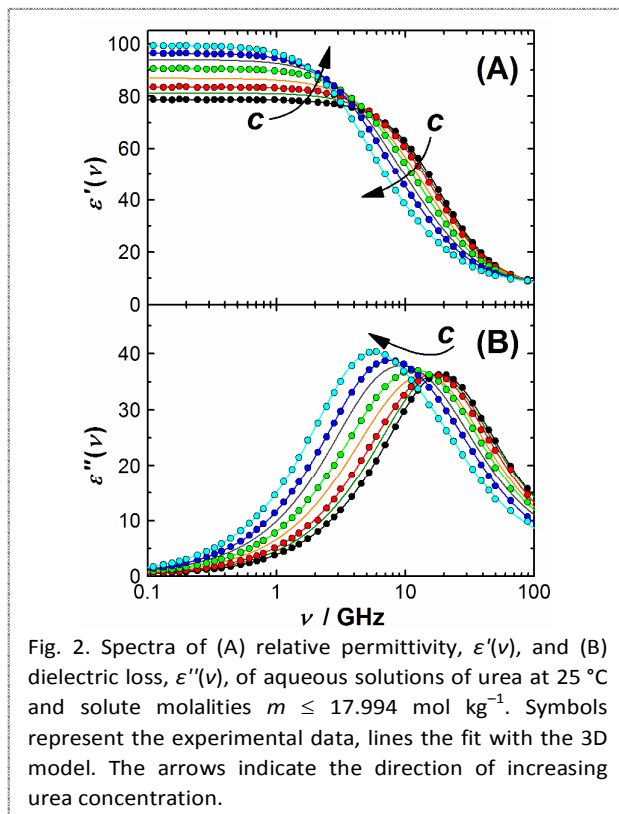 100
80
60
40
20
0
ε'(ν)
(A)
c
c
40
30
20
10
0
ε''(ν)
(B)
c
0.1 1 10 100
ν / GHz
Fig. 2. Spectra of (A) relative permittivity, ε'(ν), and (B)
dielectric loss, ε''(ν), of aqueous solutions of urea at 25 °C
and solute molalities m ≤ 17.994 mol kg⁻¹. Symbols
represent the experimental data, lines the fit with the 3D
model. The arrows indicate the direction of increasing
urea concentration.